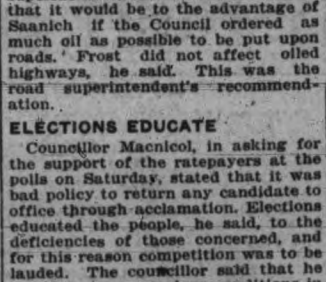 that it would be to the advantage of
Saanich if the Council ordered as
much oil as possible to be put upon
roads. Frost did not affect oiled
highways, he said. This was the
road superintendent's recommend-
ation.
ELECTIONS EDUCATE
Councillor Macnicol, in asking for
the support of the ratepayers at the
polls on Saturday, stated that it was
bad policy to return any candidate to
office through acclamation. Elections
educated the people, he said, to the
deficiencies of those concerned, and
for this reason competition was to be
lauded. The councillor said that he